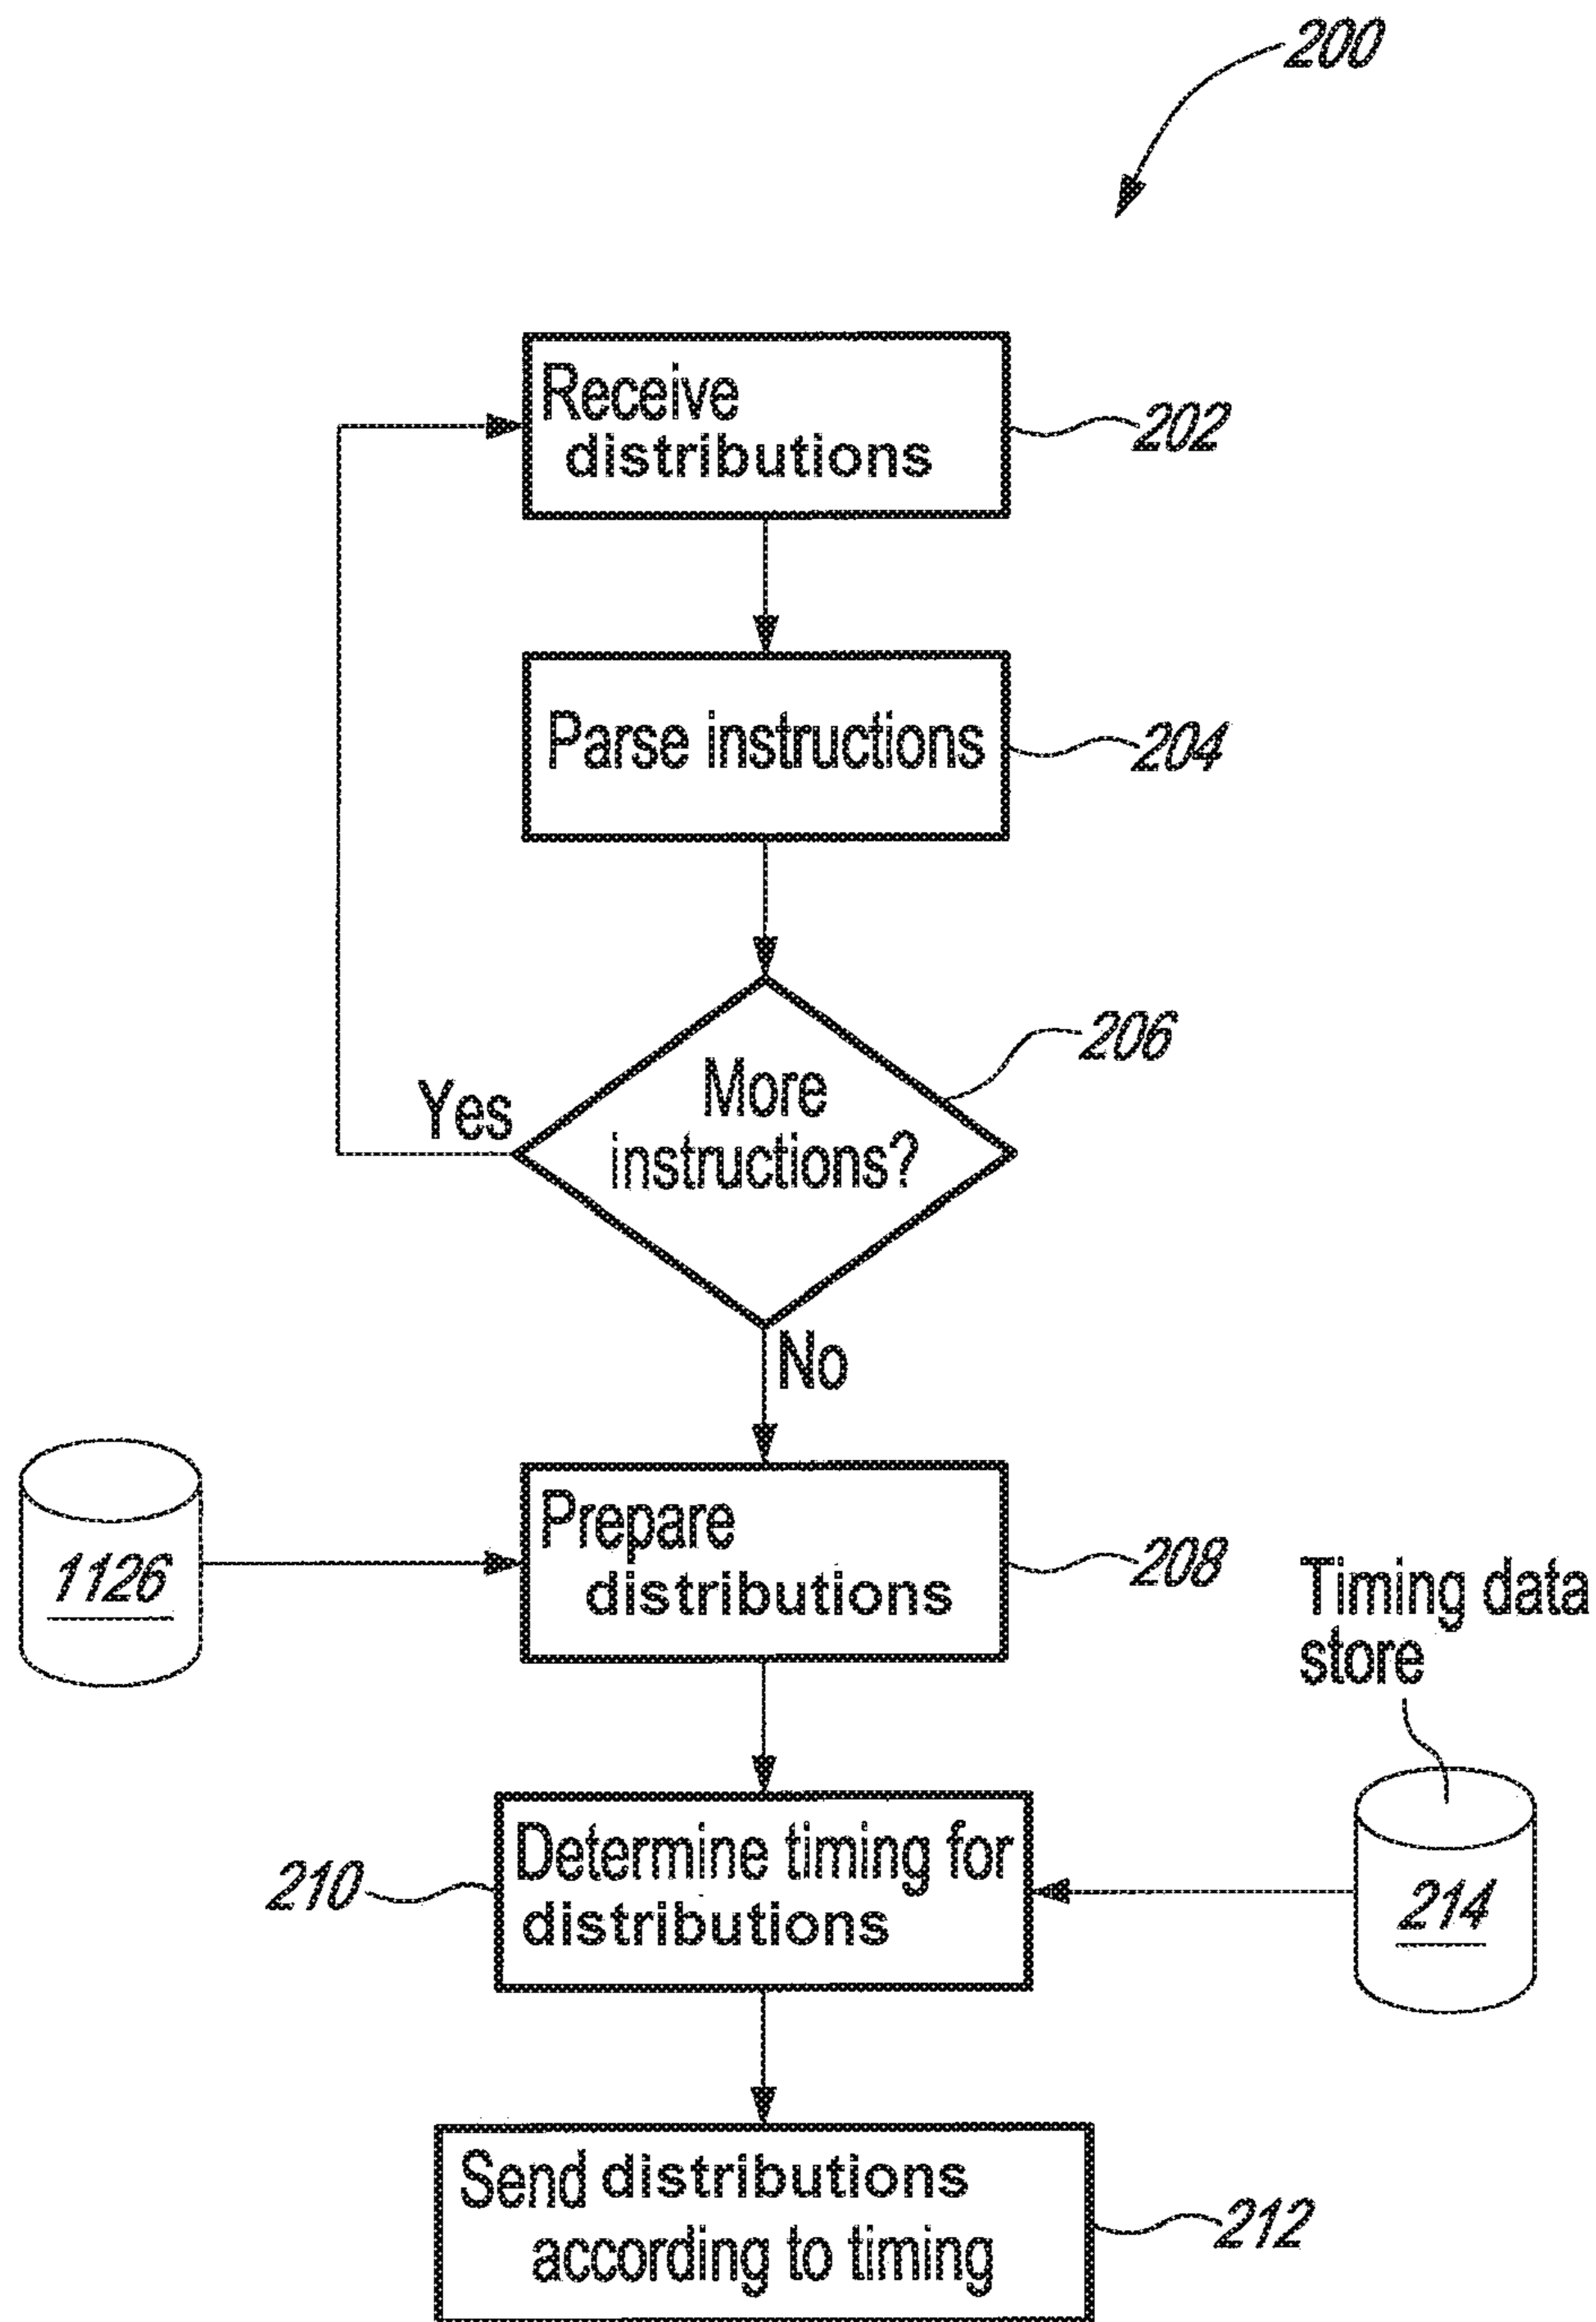 200
Receive
distributions
202
Parse instructions
204
206
More
instructions?
Yes
No
1126
Prepare
distributions
208
Timing data
store
210
Determine timing for
distributions
214
Send distributions
according to timing
212